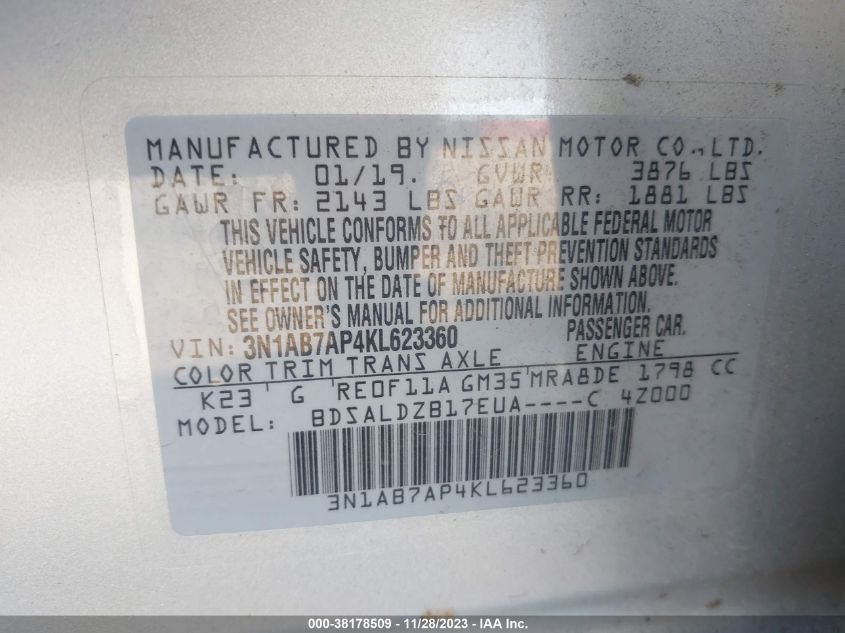 MANUFACTURED BY NISSAN MOTOR CO., LTD.
DATE: 01/19. GVWR 3876 LBS
GAWR FR: 2143 LBS GAWR RR: 1881 LBS
THIS VEHICLE CONFORMS TO ALL APPLICABLE FEDERAL MOTOR
VEHICLE SAFETY, BUMPER AND THEFT PREVENTION STANDARDS
IN EFFECT ON THE DATE OF MANUFACTURE SHOWN ABOVE.
SEE OWNER'S MANUAL FOR ADDITIONAL INFORMATION.
VIN: 3N1AB7AP4KL623360 PASSENGER CAR.
COLOR TRIM TRANS AXLE ENGINE
K23 G RE0F11A GM35 MRA8DE 1798 CC
MODEL: BDSALDZB17EUA----C 4Z000
3N1AB7AP4KL623360
000-38178509 - 11/28/2023 - IAA Inc.